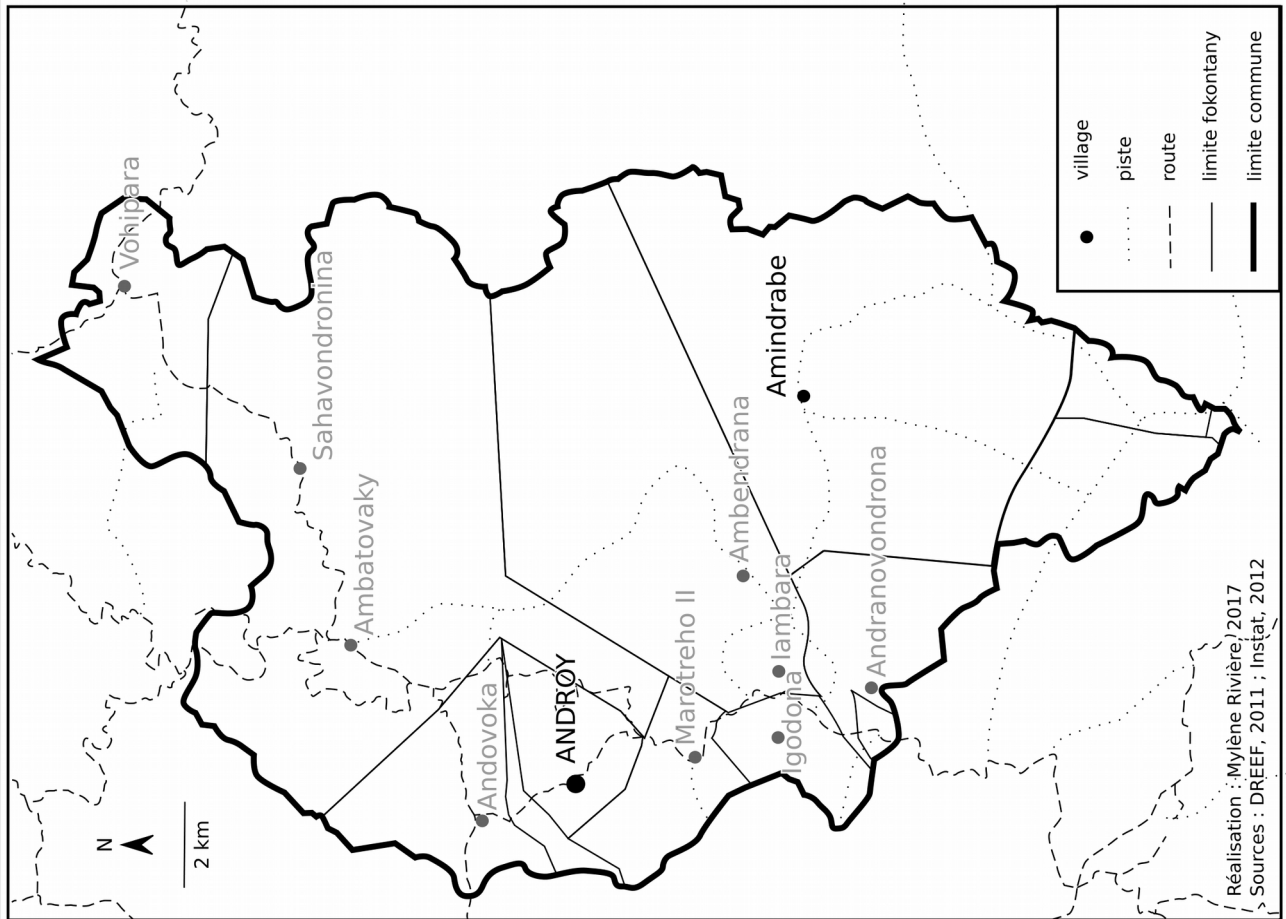 Vohipara
Sahavondronina
Ambatovaky
Andovoka
ANDROY
Marotreho II
Ambendrana
Iambara
Igodona
Amindrabe
Andranovondrona
N
2 km
village
piste
route
limite fokontany
limite commune
Réalisation : Mylène Rivière, 2017
Sources : DREEF, 2011 ; Instat, 2012